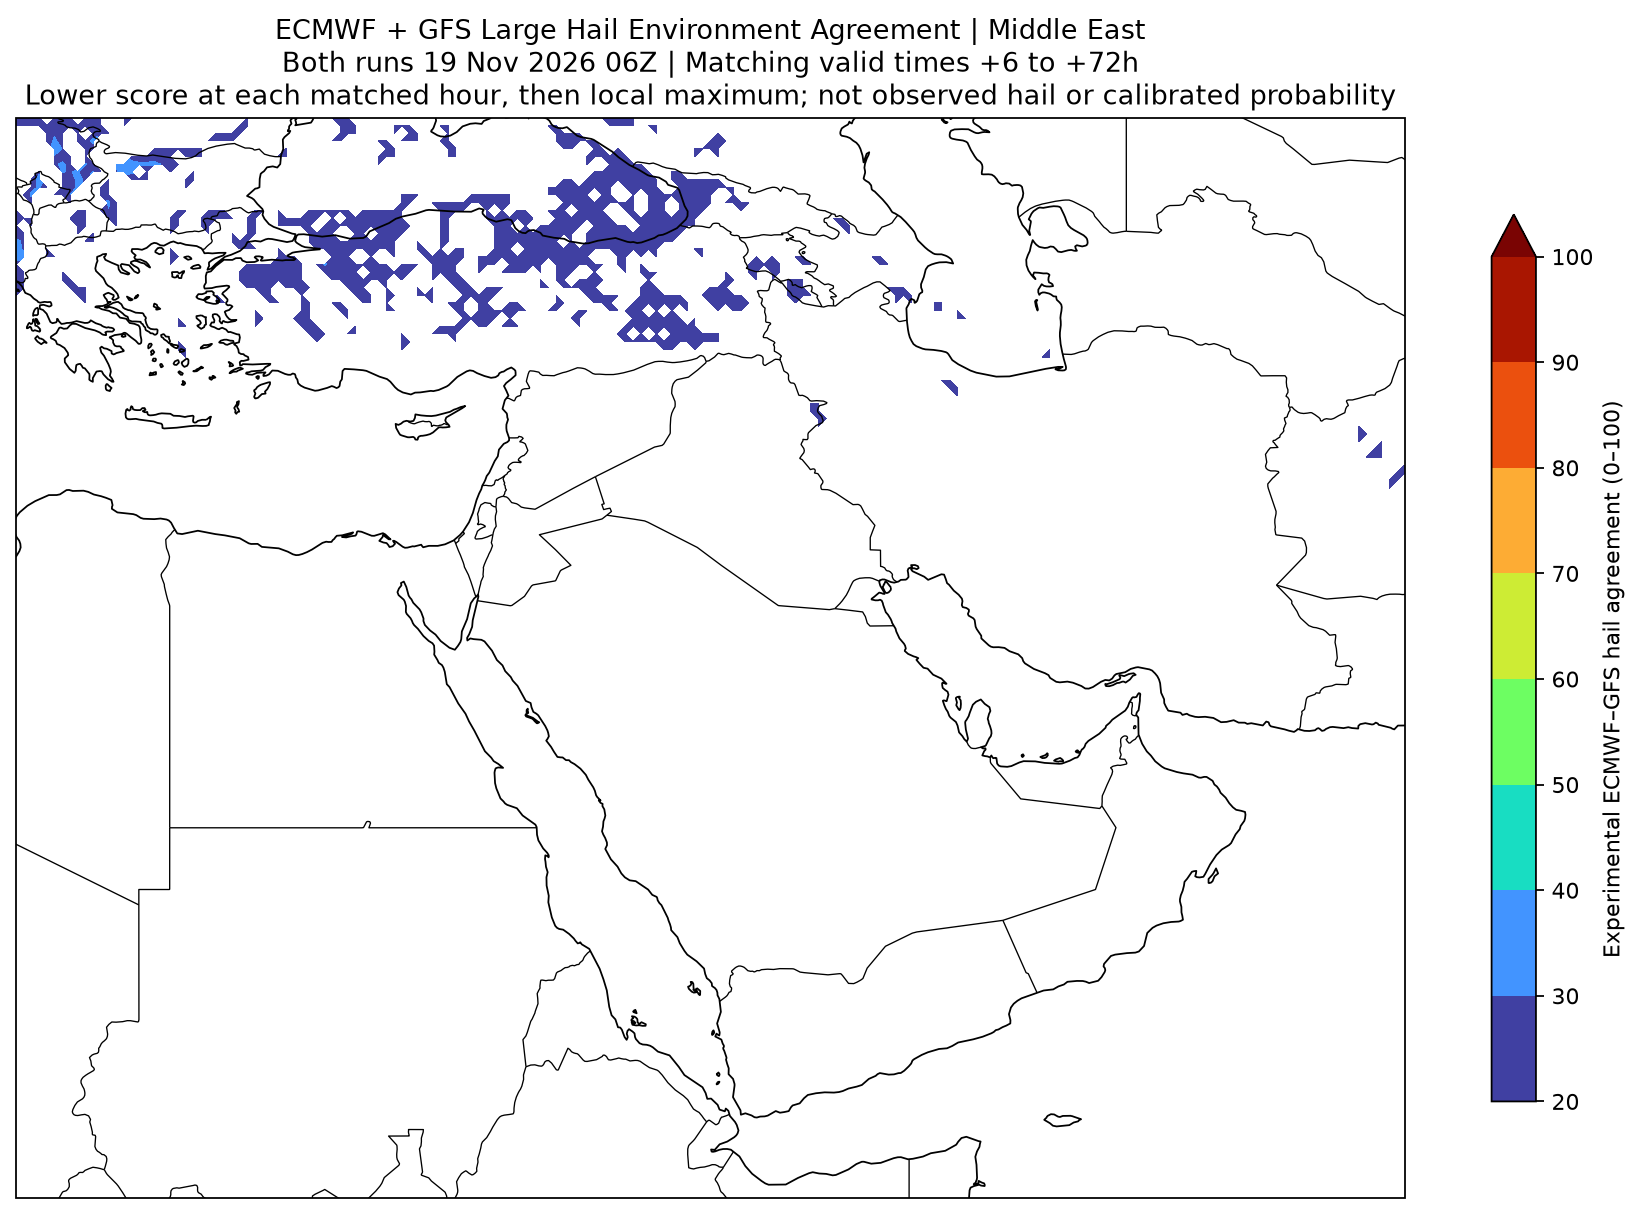 ECMWF + GFS Large Hail Environment Agreement | Middle East
Both runs 19 Nov 2026 06Z | Matching valid times +6 to +72h
Lower score at each matched hour, then local maximum; not observed hail or calibrated probability
100
90
80
70
60
50
40
30
20
Experimental ECMWF–GFS hail agreement (0–100)